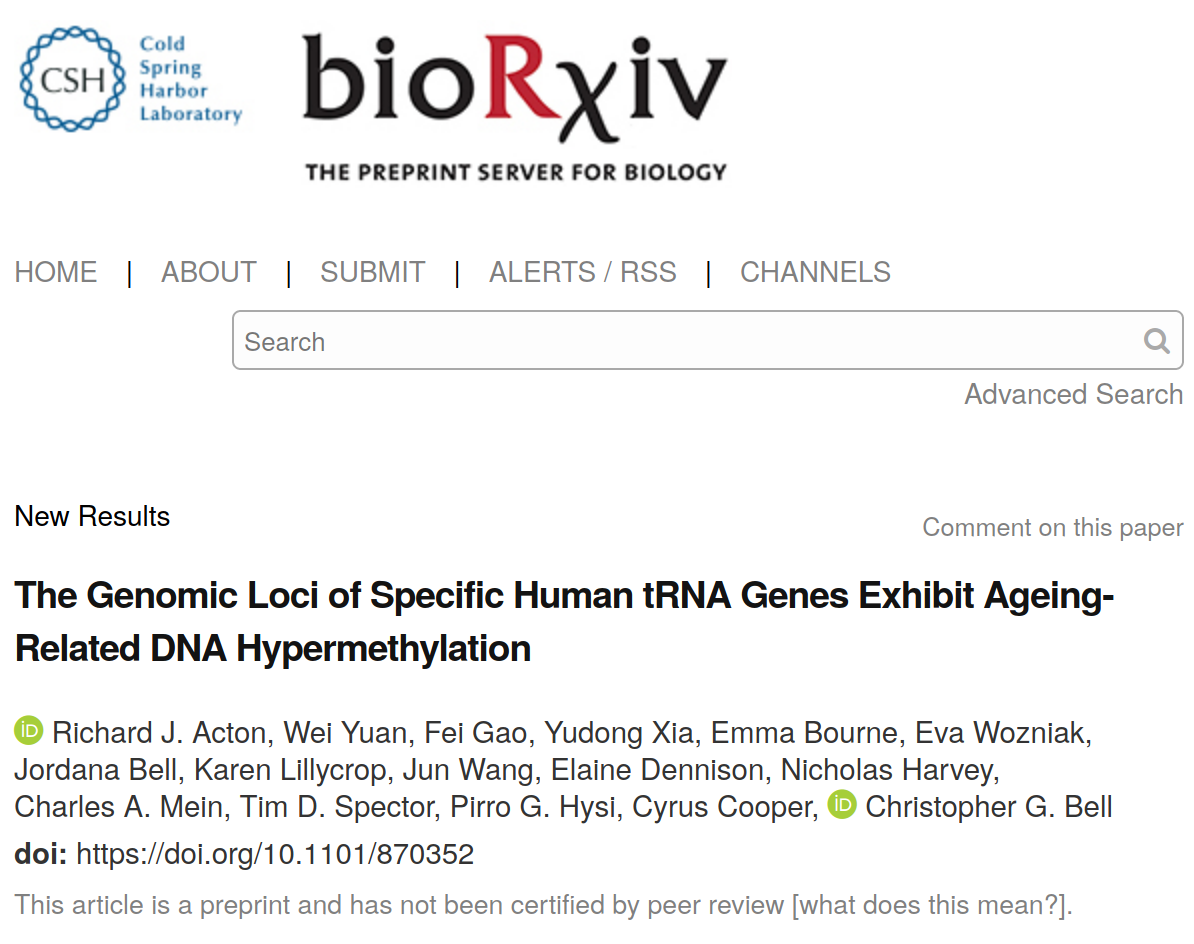 CSH
Cold
Spring
Harbor
Laboratory
bioRxiv
THE PREPRINT SERVER FOR BIOLOGY
HOME | ABOUT | SUBMIT | ALERTS / RSS | CHANNELS
Search
Advanced Search
New Results
Comment on this paper
The Genomic Loci of Specific Human tRNA Genes Exhibit Ageing-
Related DNA Hypermethylation
iD Richard J. Acton, Wei Yuan, Fei Gao, Yudong Xia, Emma Bourne, Eva Wozniak,
Jordana Bell, Karen Lillycrop, Jun Wang, Elaine Dennison, Nicholas Harvey,
Charles A. Mein, Tim D. Spector, Pirro G. Hysi, Cyrus Cooper, iD Christopher G. Bell
doi: https://doi.org/10.1101/870352
This article is a preprint and has not been certified by peer review [what does this mean?].